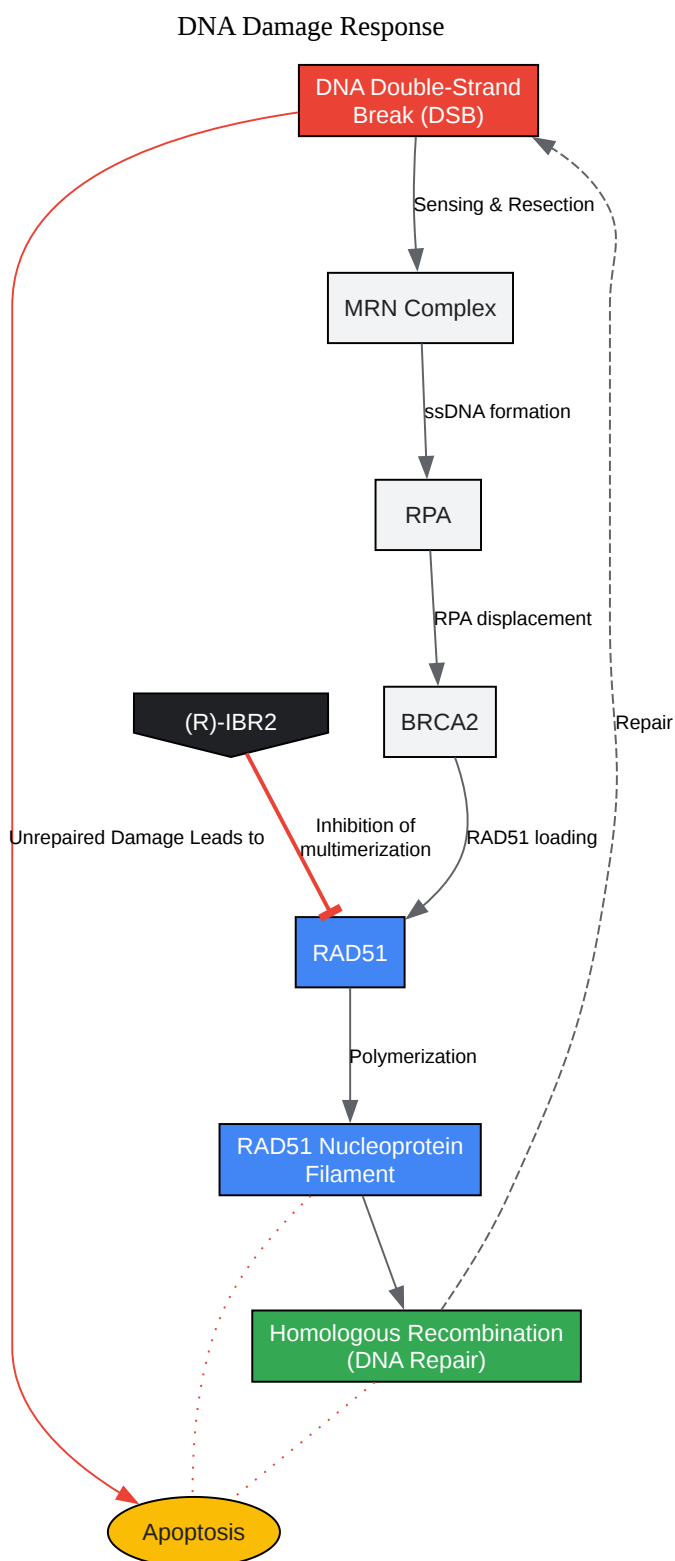 DNA Damage Response
DNA Double-Strand
Break (DSB)
Sensing & Resection
MRN Complex
ssDNA formation
RPA
RPA displacement
(R)-IBR2
BRCA2
Repair
Unrepaired Damage Leads to
Inhibition of
multimerization
RAD51 loading
RAD51
Polymerization
RAD51 Nucleoprotein
Filament
Homologous Recombination
(DNA Repair)
Apoptosis